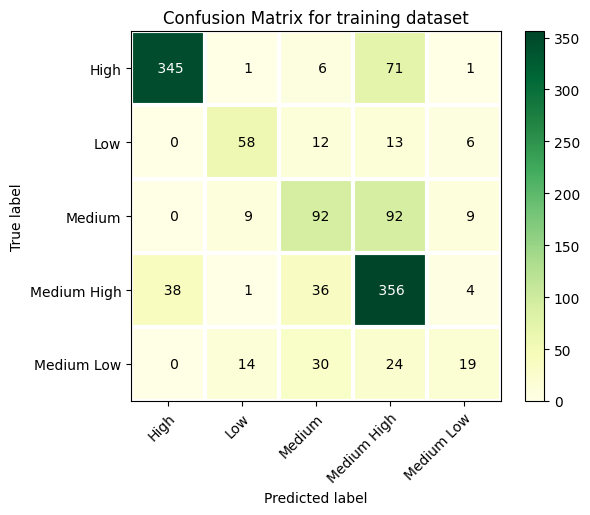 Confusion Matrix for training dataset
High 345 1 6 71 1
Low 0 58 12 13 6
Medium 0 9 92 92 9
Medium High 38 1 36 356 4
Medium Low 0 14 30 24 19
High Low Medium Medium High Medium Low
True label
Predicted label
350
300
250
200
150
100
50
0